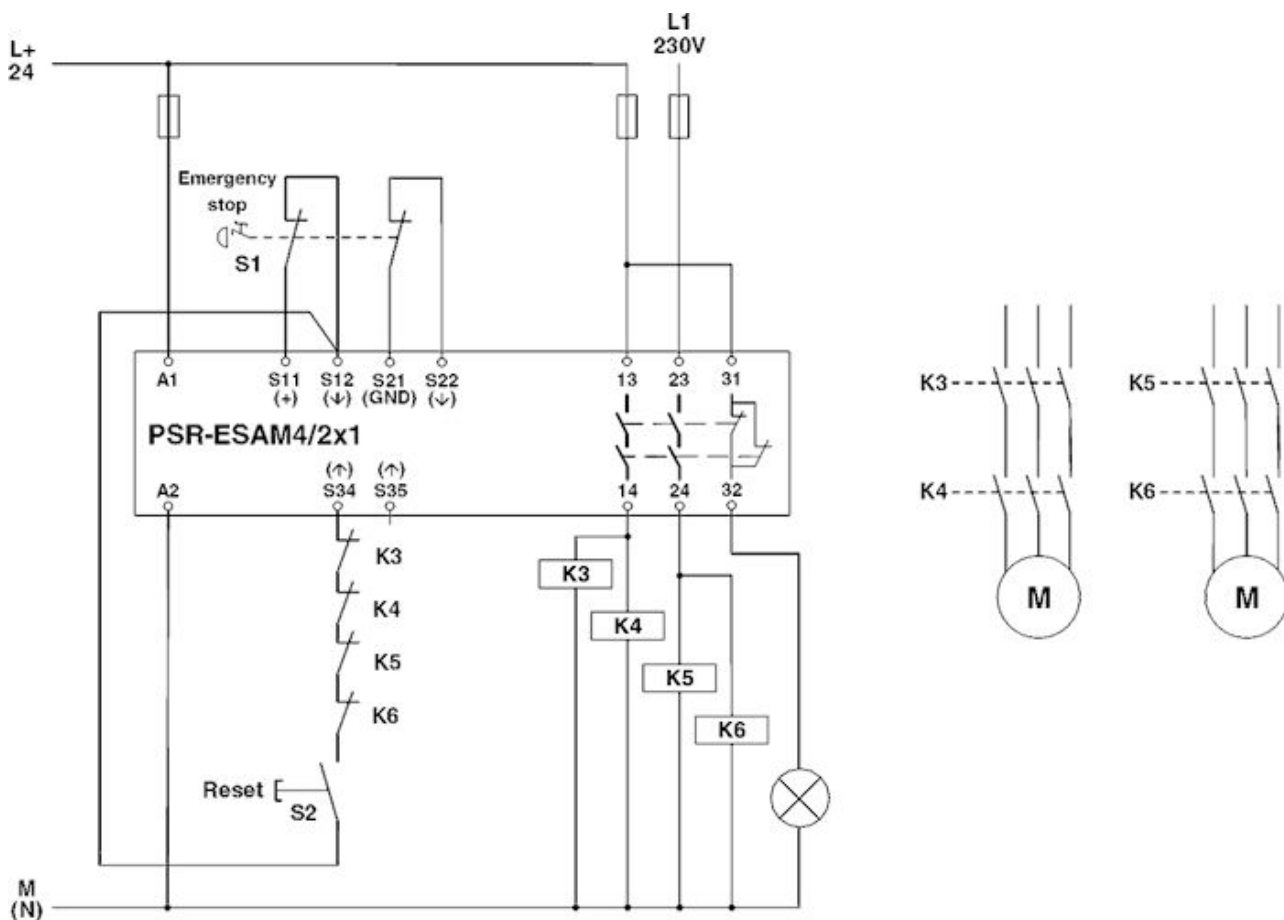 L+
24
L1
230V
Emergency
stop
S1
A1
S11
(+)
S12
(↓)
S21
(GND)
S22
(↓)
13
23
31
PSR-ESAM4/2x1
(↑)
(↑)
A2
S34
S35
14
24
32
K3
K4
K5
K6
Reset
S2
K3
K4
K5
K6
M
(N)
K3
K4
M
K5
K6
M